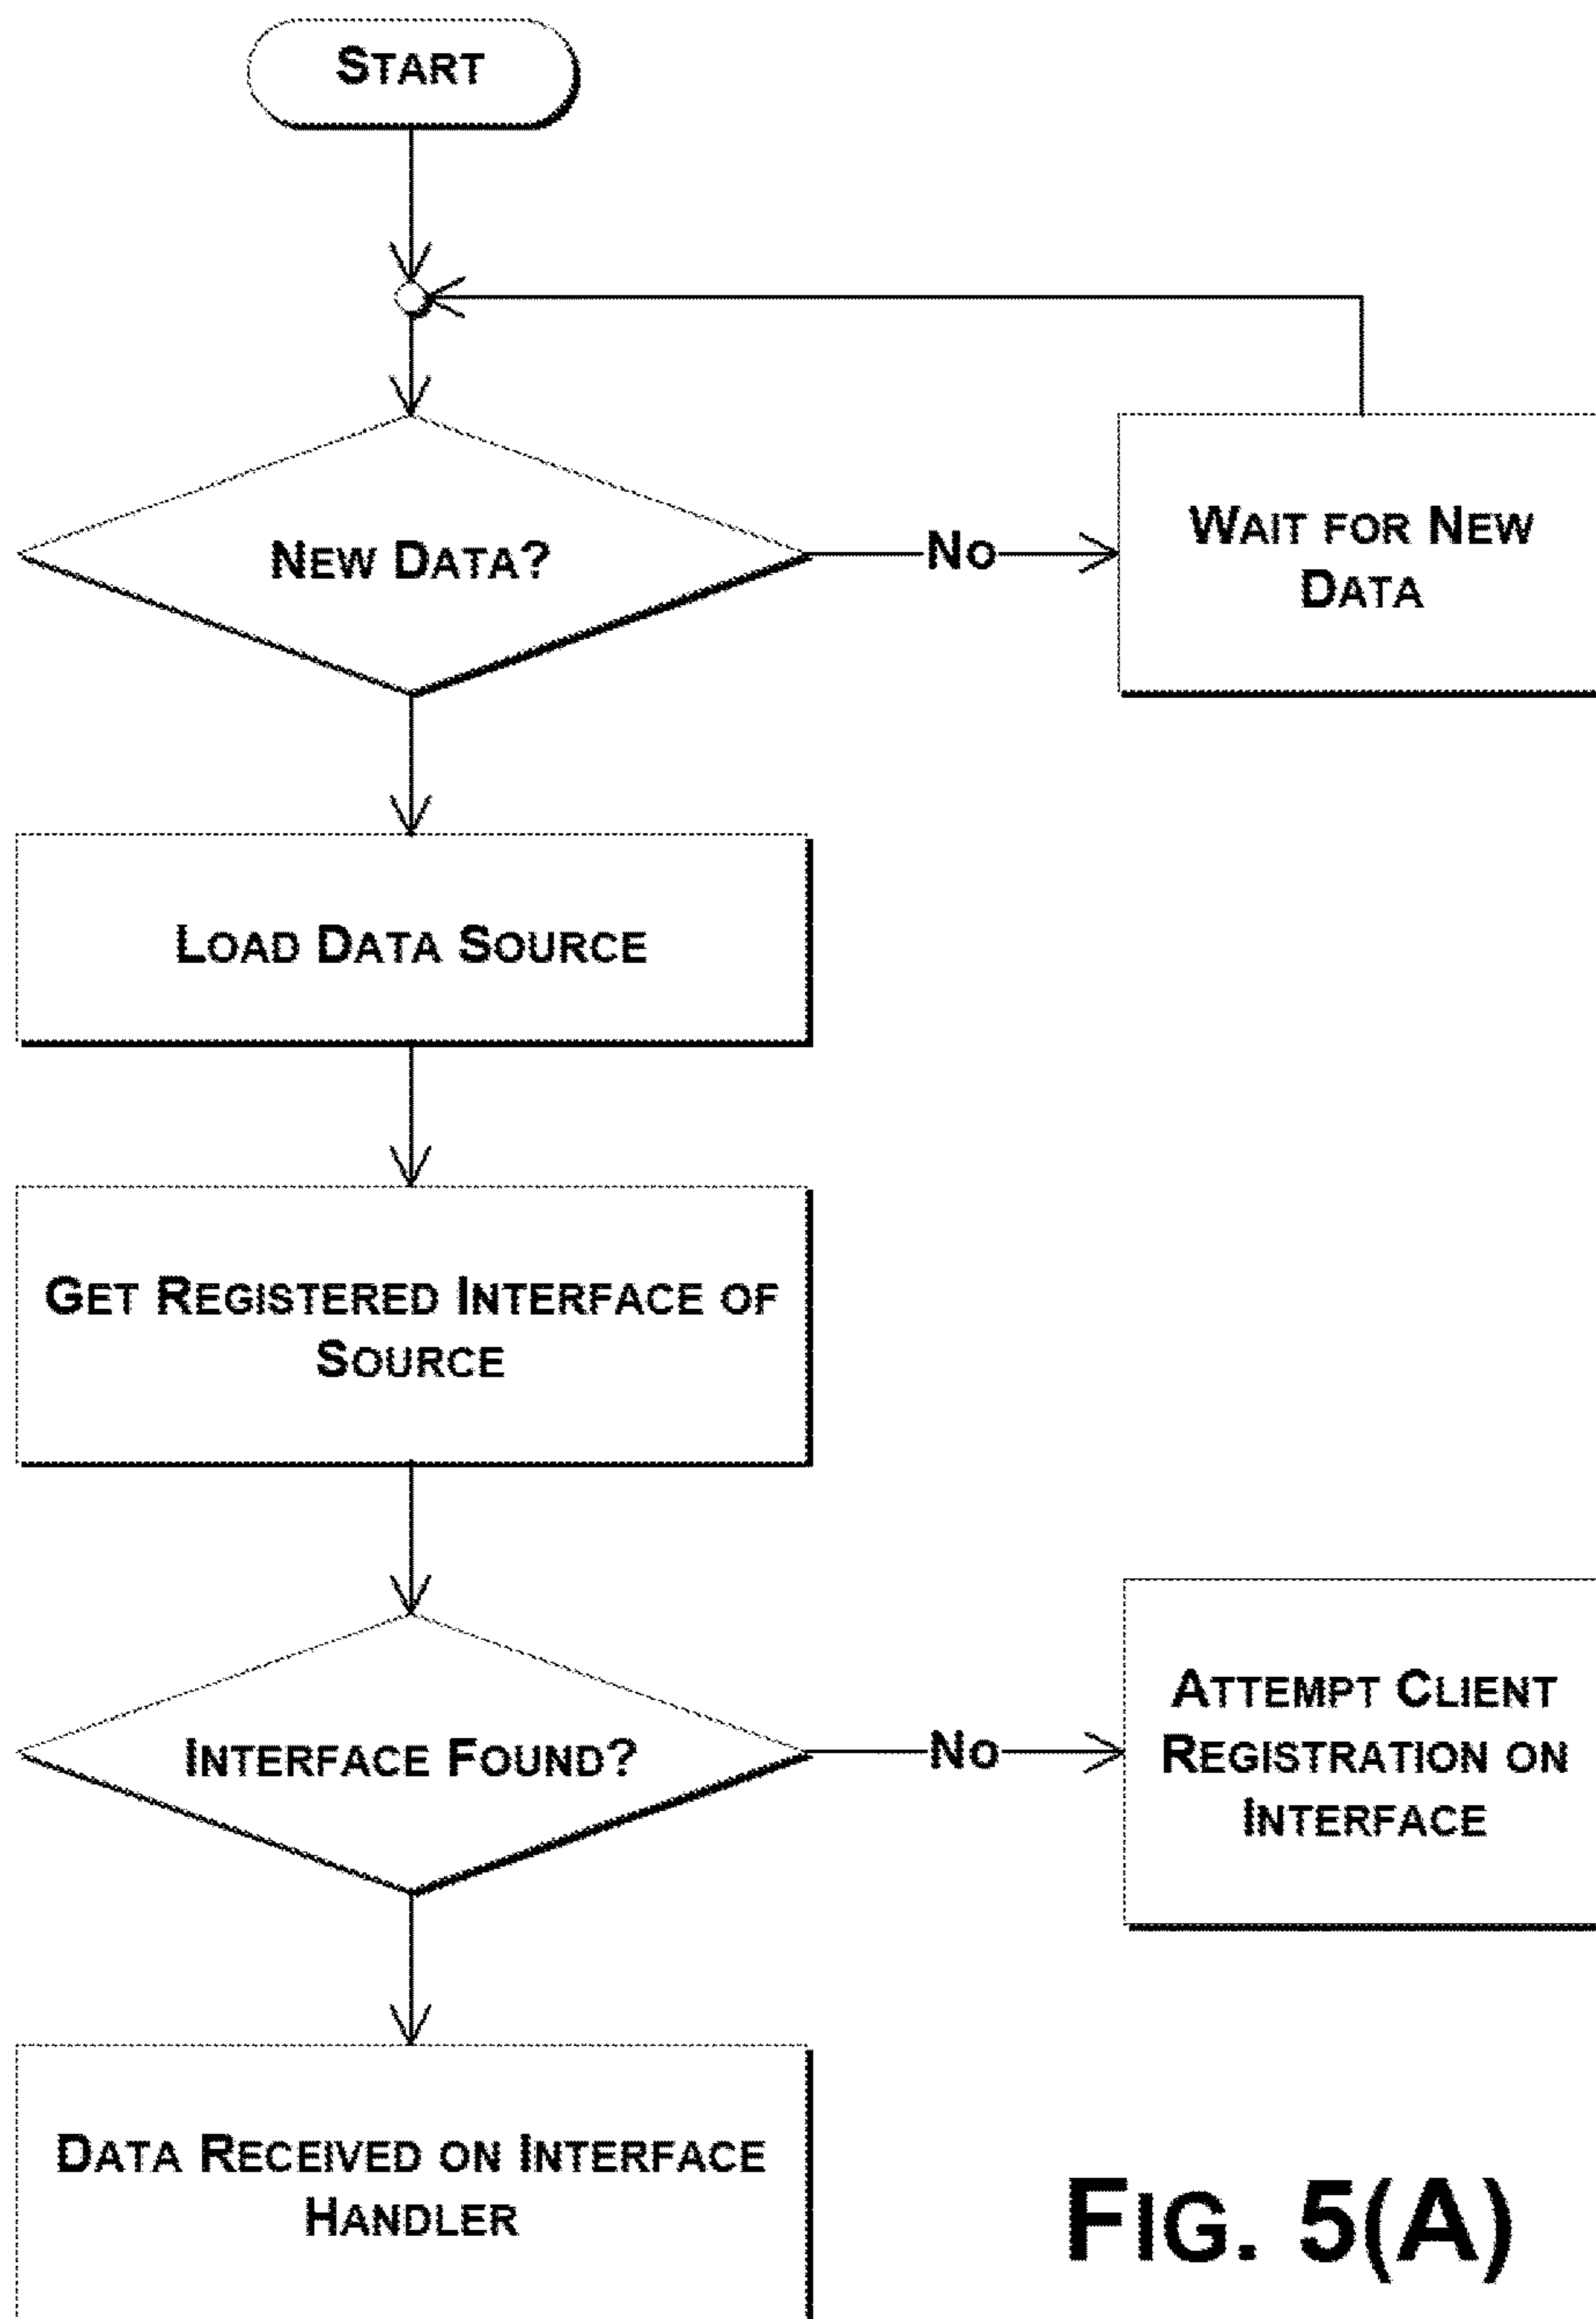 START
NEW DATA?
NO
WAIT FOR NEW
DATA
LOAD DATA SOURCE
GET REGISTERED INTERFACE OF
SOURCE
INTERFACE FOUND?
NO
ATTEMPT CLIENT
REGISTRATION ON
INTERFACE
DATA RECEIVED ON INTERFACE
HANDLER
FIG. 5(A)